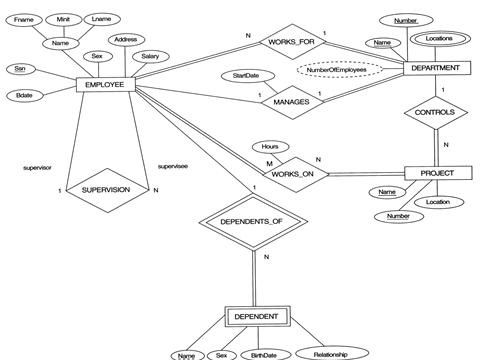 Fname
Minit
Lname
Number
Name
Address
N
WORKS_FOR
1
Name
Locations
Sex
Salary
Ssn
StartDate
NumberOfEmployees
DEPARTMENT
EMPLOYEE
Bdate
1
MANAGES
1
1
CONTROLS
Hours
N
supervisor
supervisee
M
N
WORKS_ON
PROJECT
1
SUPERVISION
N
1
Name
Location
Number
DEPENDENTS_OF
N
DEPENDENT
Name
Sex
BirthDate
Relationship